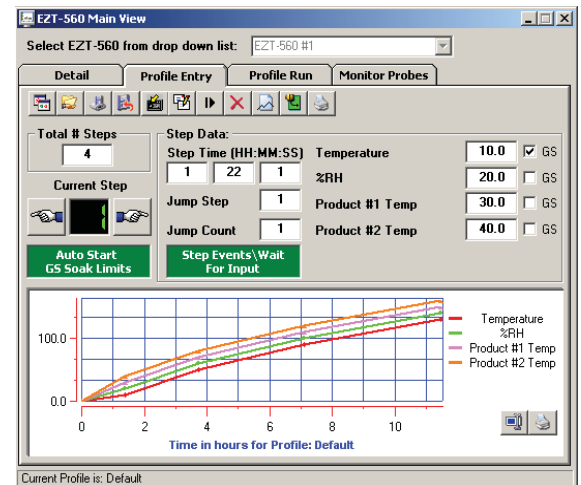 EZT-560 Main View
Select EZT-560 from drop down list: EZT-560 #1
Detail Profile Entry Profile Run Monitor Probes
Total # Steps
4
Current Step
1
Auto Start
GS Soak Limits
Step Data:
Step Time (HH:MM:SS)
1 22 1
Jump Step 1
Jump Count 1
Step Events\Wait
For Input
Temperature 10.0 GS
%RH 20.0 GS
Product #1 Temp 30.0 GS
Product #2 Temp 40.0 GS
100.0
0.0
0 2 4 6 8 10
Time in hours for Profile: Default
Temperature
%RH
Product #1 Temp
Product #2 Temp
Current Profile is: Default